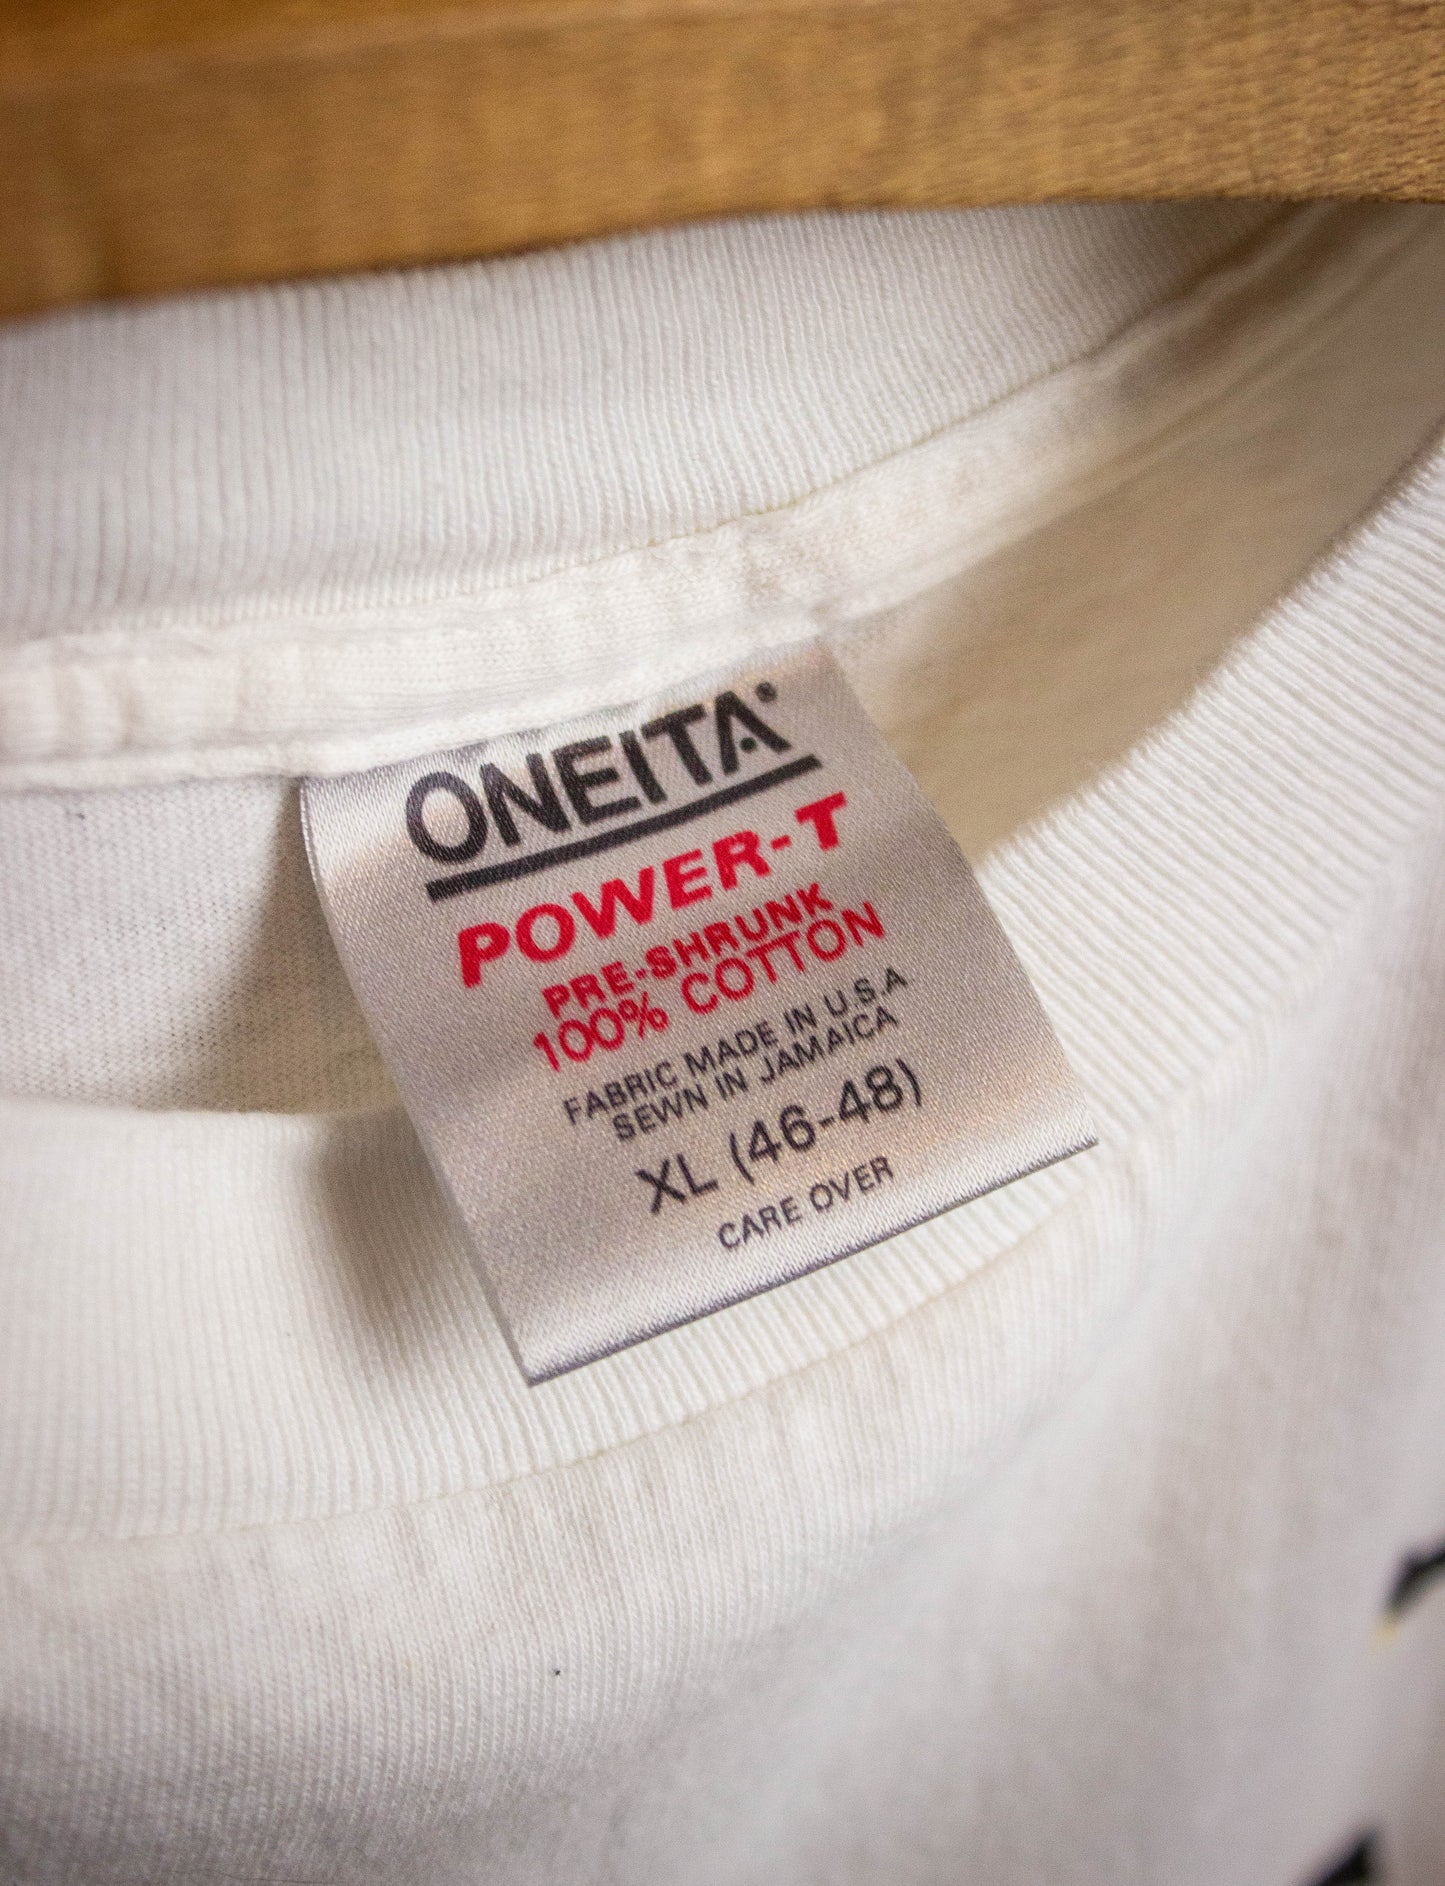 ONEITA®
POWER-T
PRE-SHRUNK
100% COTTON
FABRIC MADE IN U.S.A
SEWN IN JAMAICA
XL (46-48)
CARE OVER